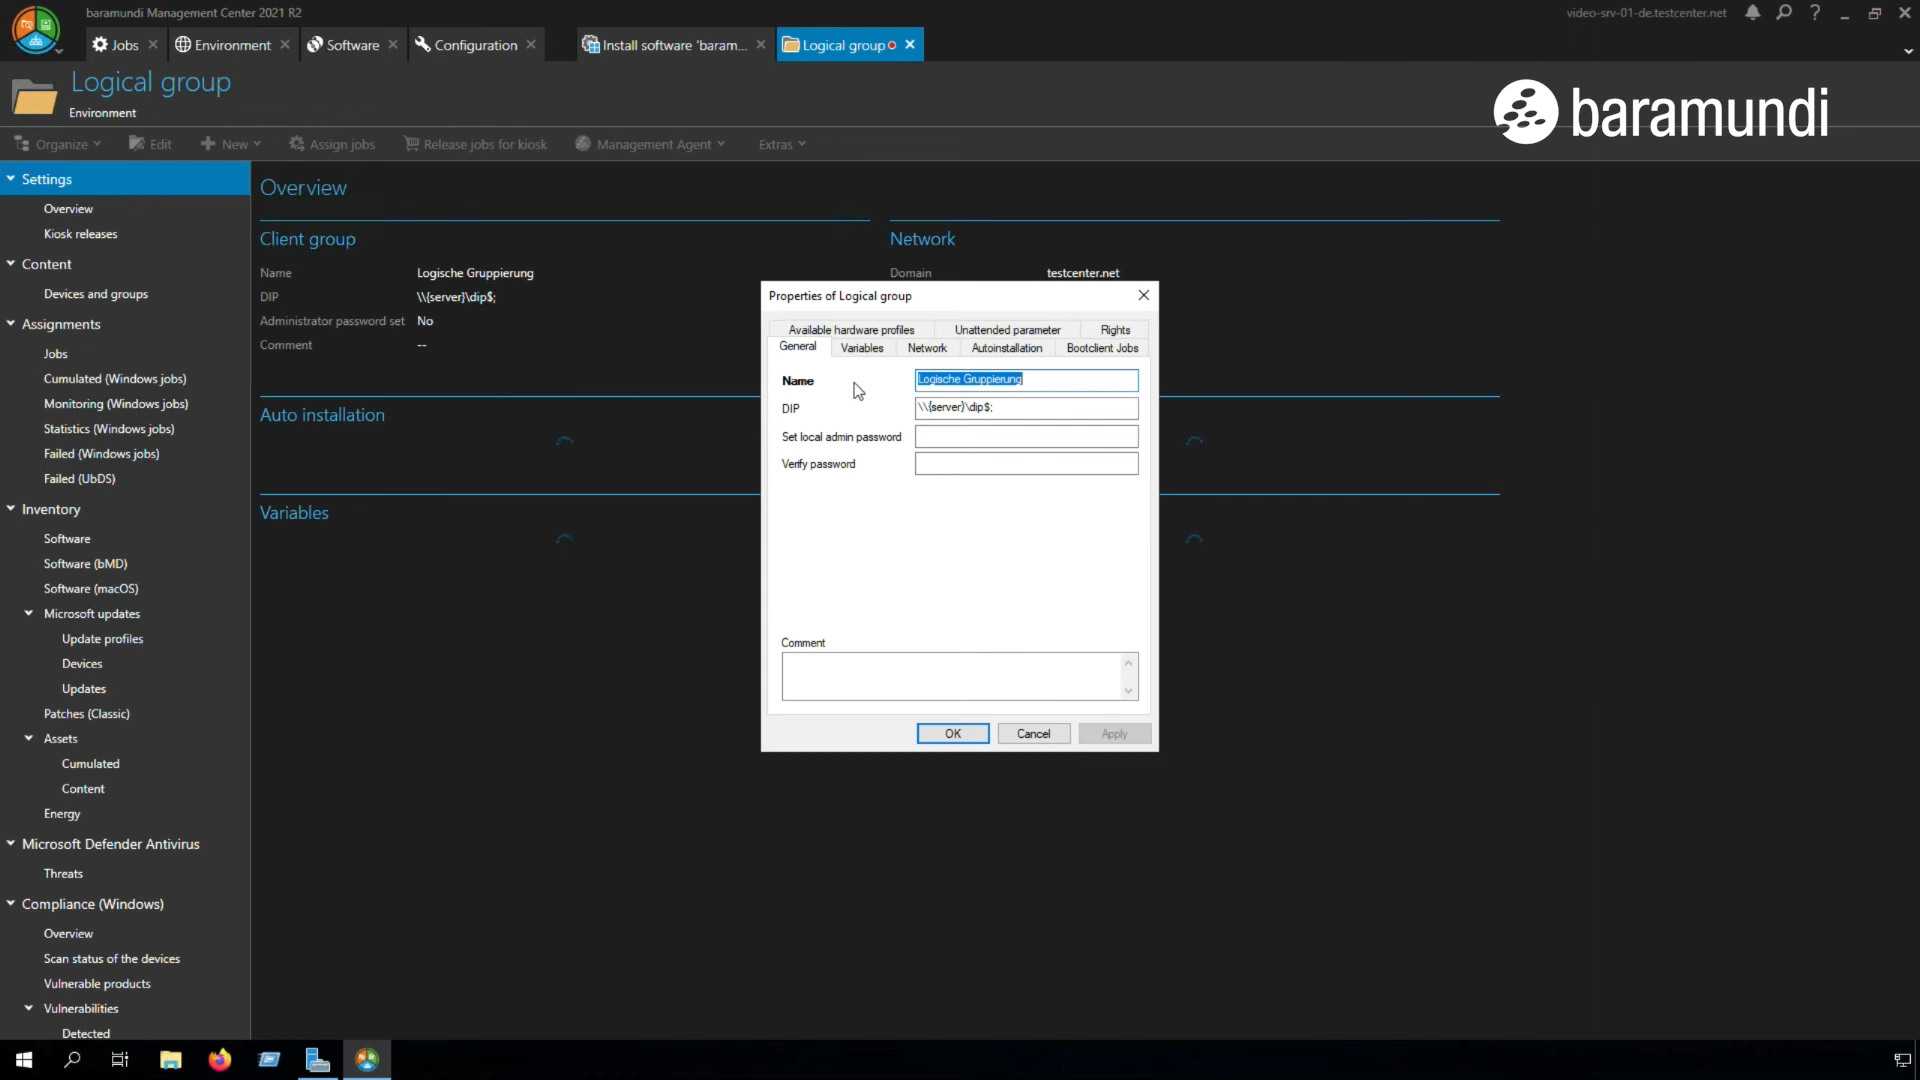 baramundi Management Center 2021 R2
video-srv-01-de.testcenter.net
Jobs
Environment
Software
Configuration
Install software 'baram...
Logical group
Logical group
Environment
baramundi
Organize
Edit
New
Assign jobs
Release jobs for kiosk
Management Agent
Extras
Settings
Overview
Kiosk releases
Content
Devices and groups
Assignments
Jobs
Cumulated (Windows jobs)
Monitoring (Windows jobs)
Statistics (Windows jobs)
Failed (Windows jobs)
Failed (UbDS)
Inventory
Software
Software (bMD)
Software (macOS)
Microsoft updates
Update profiles
Devices
Updates
Patches (Classic)
Assets
Cumulated
Content
Energy
Microsoft Defender Antivirus
Threats
Compliance (Windows)
Overview
Scan status of the devices
Vulnerable products
Vulnerabilities
Detected
Overview
Client group
Name Logische Gruppierung
DIP \\{server}\dip$;
Administrator password set No
Comment --
Network
Domain testcenter.net
Auto installation
Variables
Properties of Logical group
Available hardware profiles Unattended parameter Rights
General Variables Network Autoinstallation Bootclient Jobs
Name Logische Gruppierung
DIP \\{server}\dip$;
Set local admin password
Verify password
Comment
OK Cancel Apply